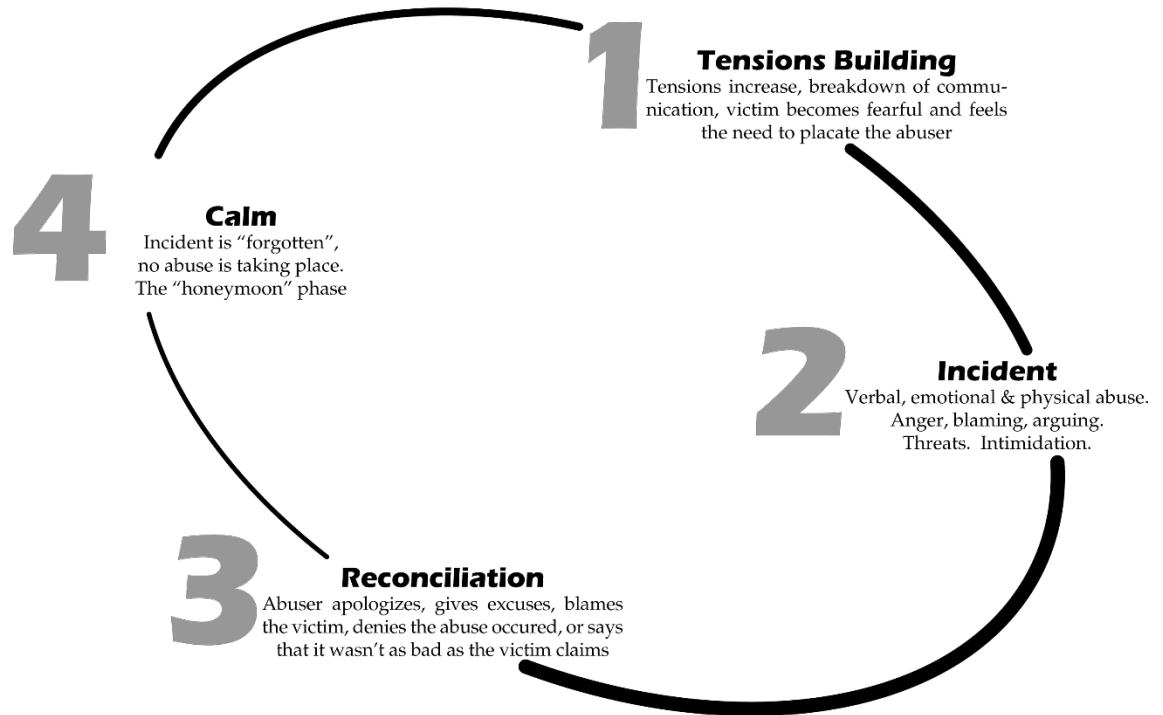 1
Tensions Building
Tensions increase, breakdown of commu-
nication, victim becomes fearful and feels
the need to placate the abuser
2
Incident
Verbal, emotional & physical abuse.
Anger, blaming, arguing.
Threats.  Intimidation.
3
Reconciliation
Abuser apologizes, gives excuses, blames
the victim, denies the abuse occured, or says
that it wasn’t as bad as the victim claims
4
Calm
Incident is “forgotten”,
no abuse is taking place.
The “honeymoon” phase